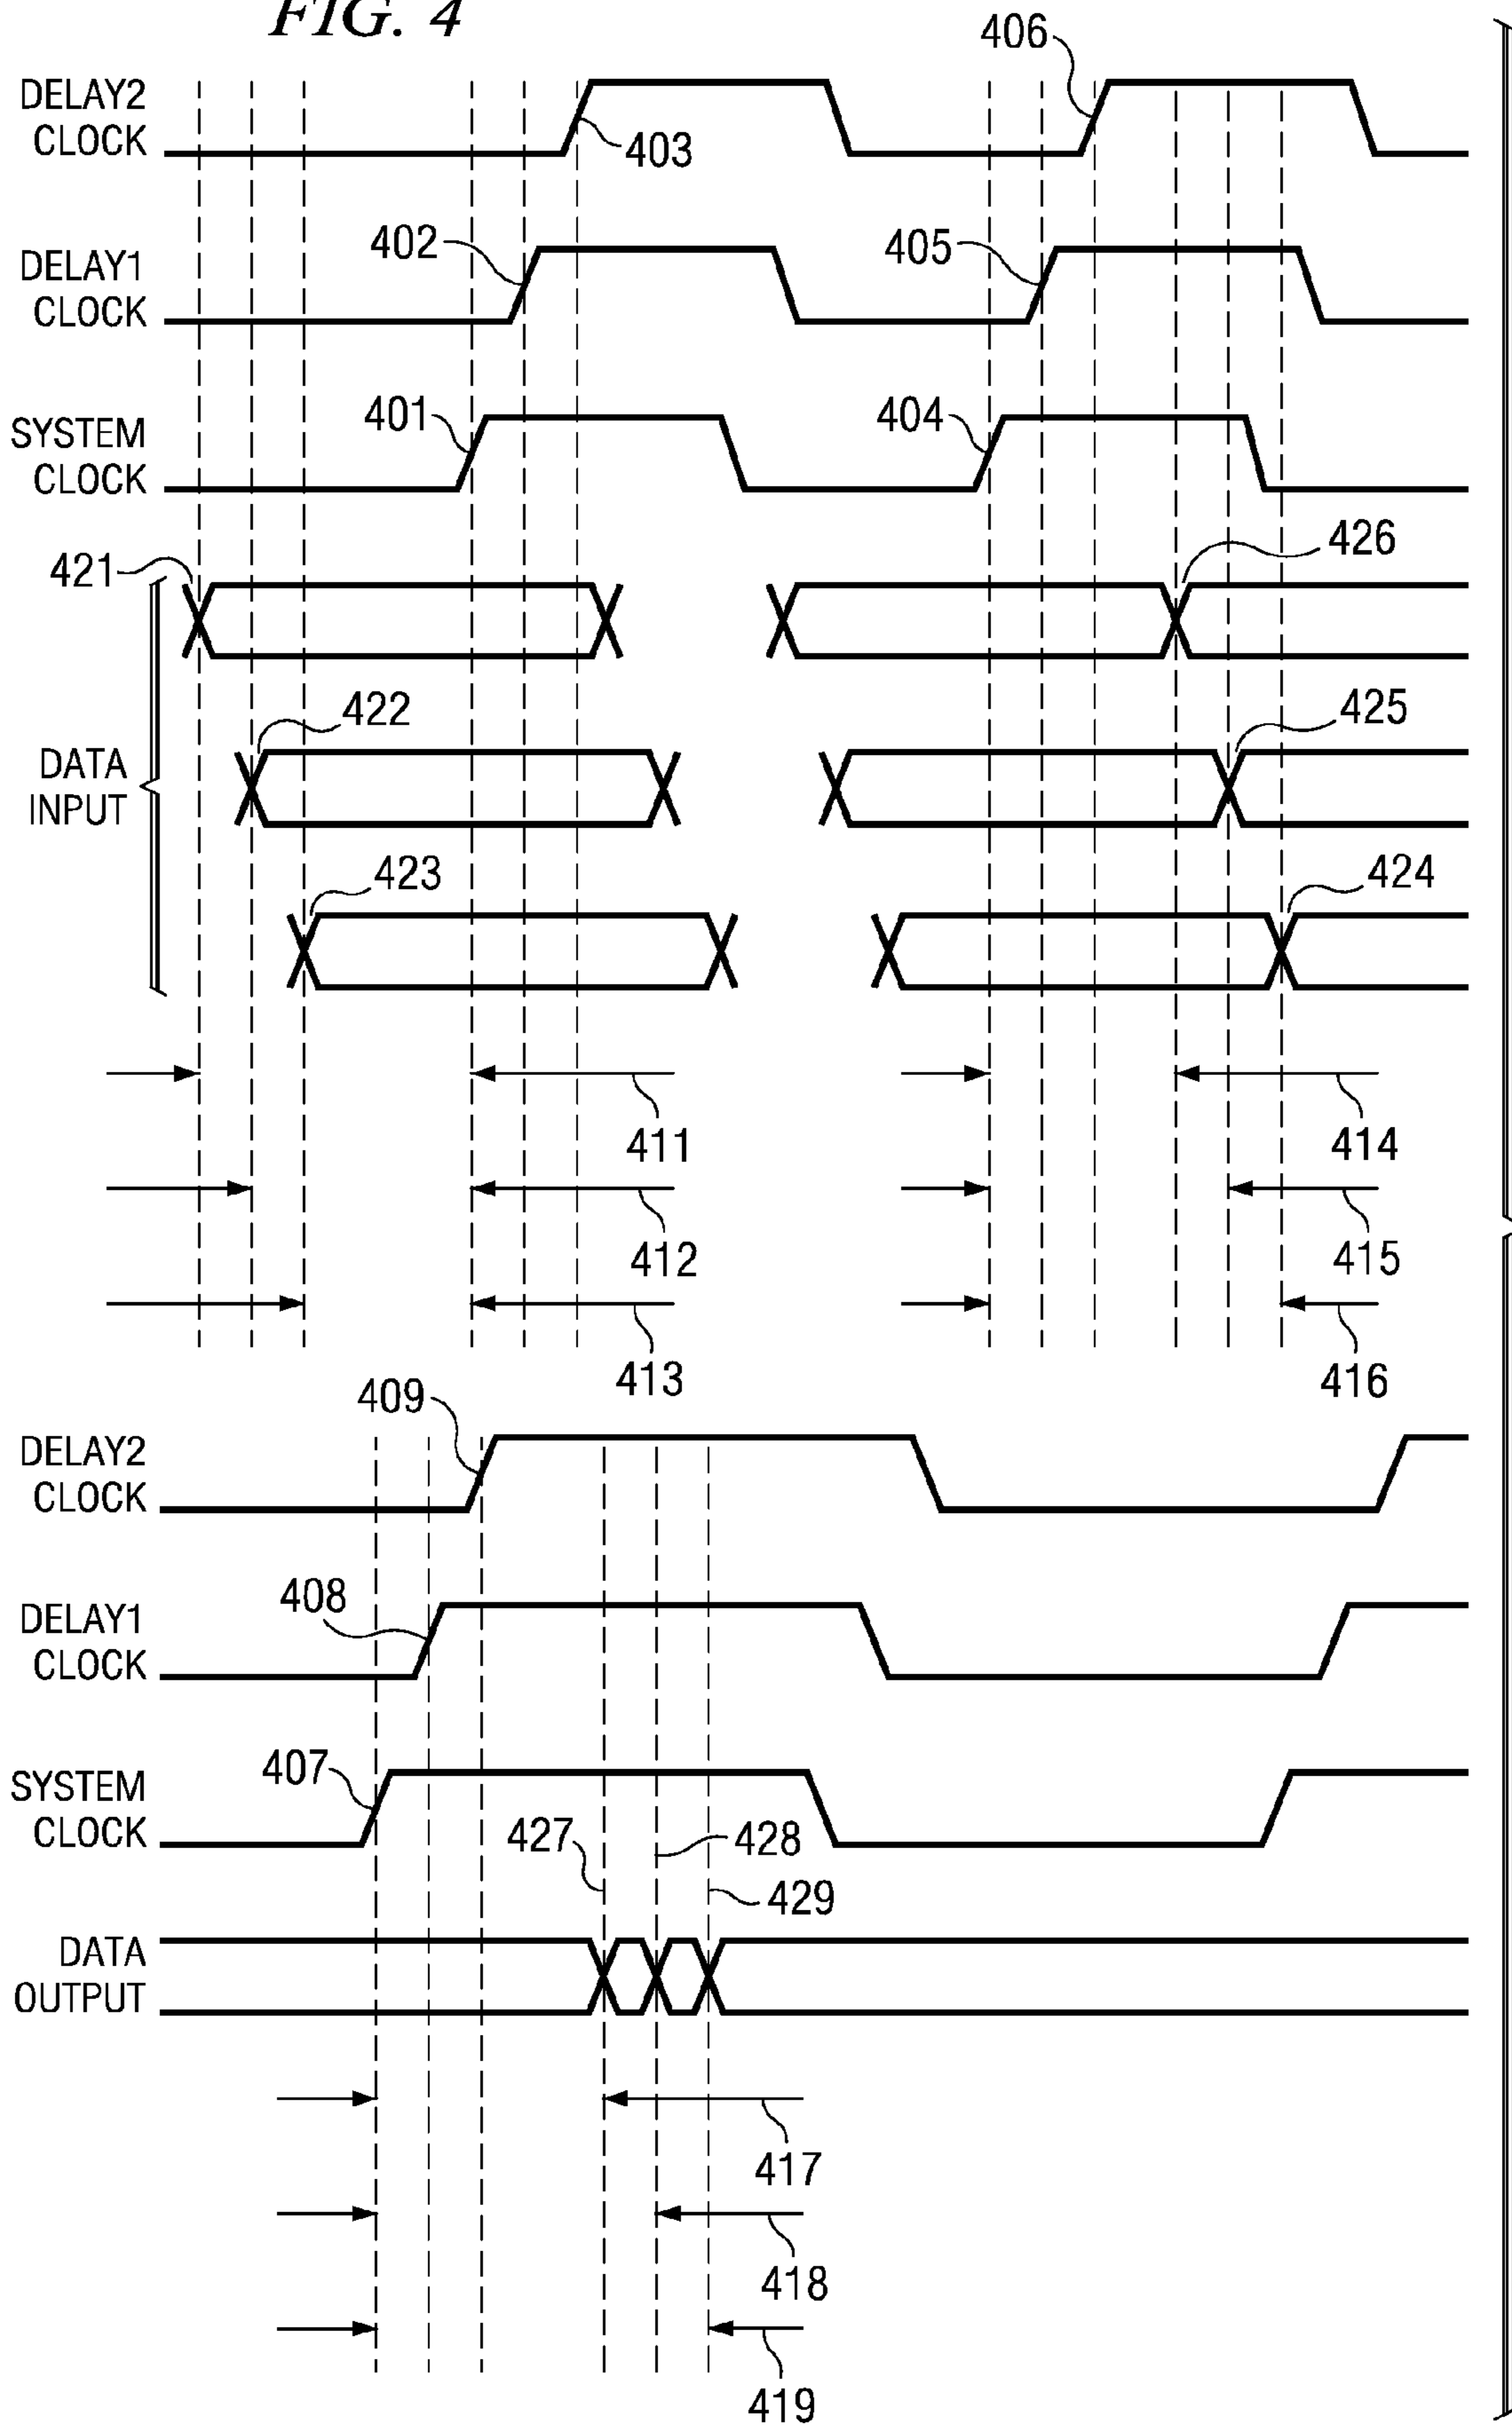 FIG. 4
406
DELAY2
CLOCK
403
402
405
DELAY1
CLOCK
401
404
SYSTEM
CLOCK
421
426
422
425
DATA
INPUT
423
424
411
414
412
415
413
416
409
DELAY2
CLOCK
408
DELAY1
CLOCK
407
SYSTEM
CLOCK
427
428
429
DATA
OUTPUT
417
418
419